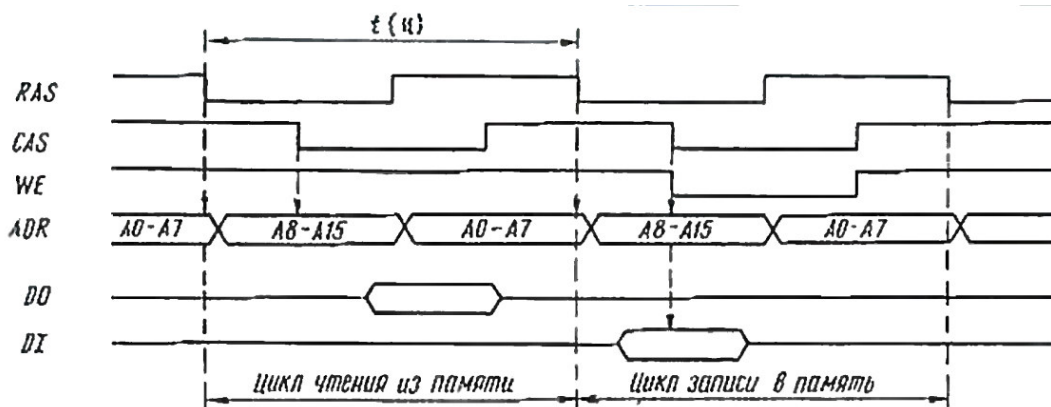 t{ц}
RAS
CAS
WE
ADR A0-A7 A8-A15 A0-A7 A8-A15 A0-A7
DO
DI
Цикл чтения из памяти Цикл записи в память